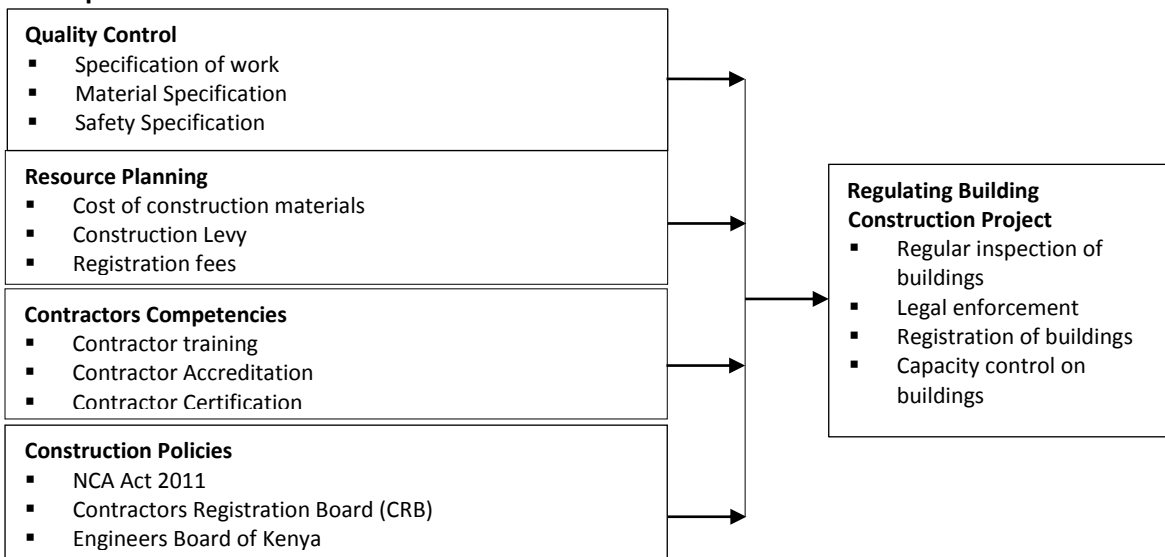 Quality Control
▪ Specification of work
▪ Material Specification
▪ Safety Specification
Resource Planning
▪ Cost of construction materials
▪ Construction Levy
▪ Registration fees
Contractors Competencies
▪ Contractor training
▪ Contractor Accreditation
▪ Contractor Certification
Construction Policies
▪ NCA Act 2011
▪ Contractors Registration Board (CRB)
▪ Engineers Board of Kenya
Regulating Building
Construction Project
▪ Regular inspection of
buildings
▪ Legal enforcement
▪ Registration of buildings
▪ Capacity control on
buildings